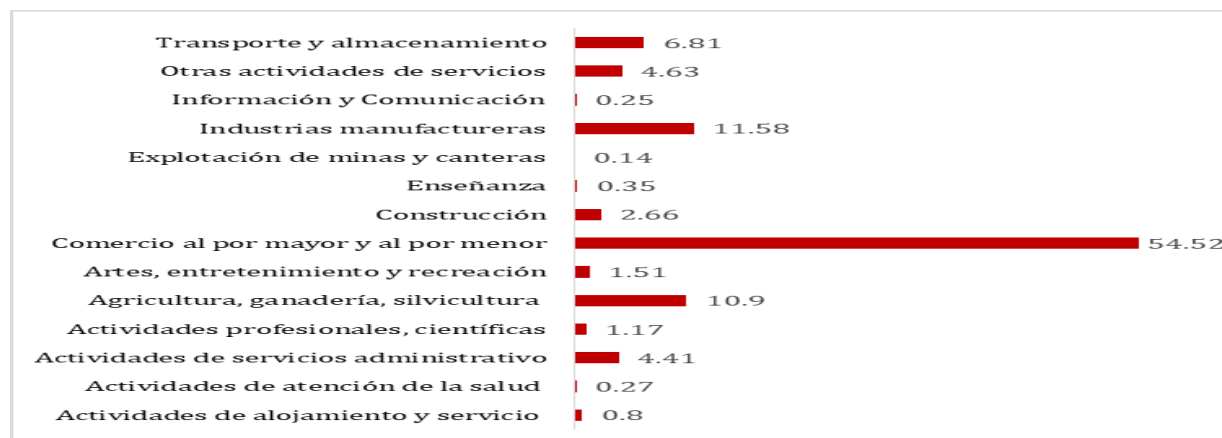 Transporte y almacenamiento 6.81
Otras actividades de servicios 4.63
Información y Comunicación 0.25
Industrias manufactureras 11.58
Explotación de minas y canteras 0.14
Enseñanza 0.35
Construcción 2.66
Comercio al por mayor y al por menor 54.52
Artes, entretenimiento y recreación 1.51
Agricultura, ganadería, silvicultura 10.9
Actividades profesionales, científicas 1.17
Actividades de servicios administrativo 4.41
Actividades de atención de la salud 0.27
Actividades de alojamiento y servicio 0.8